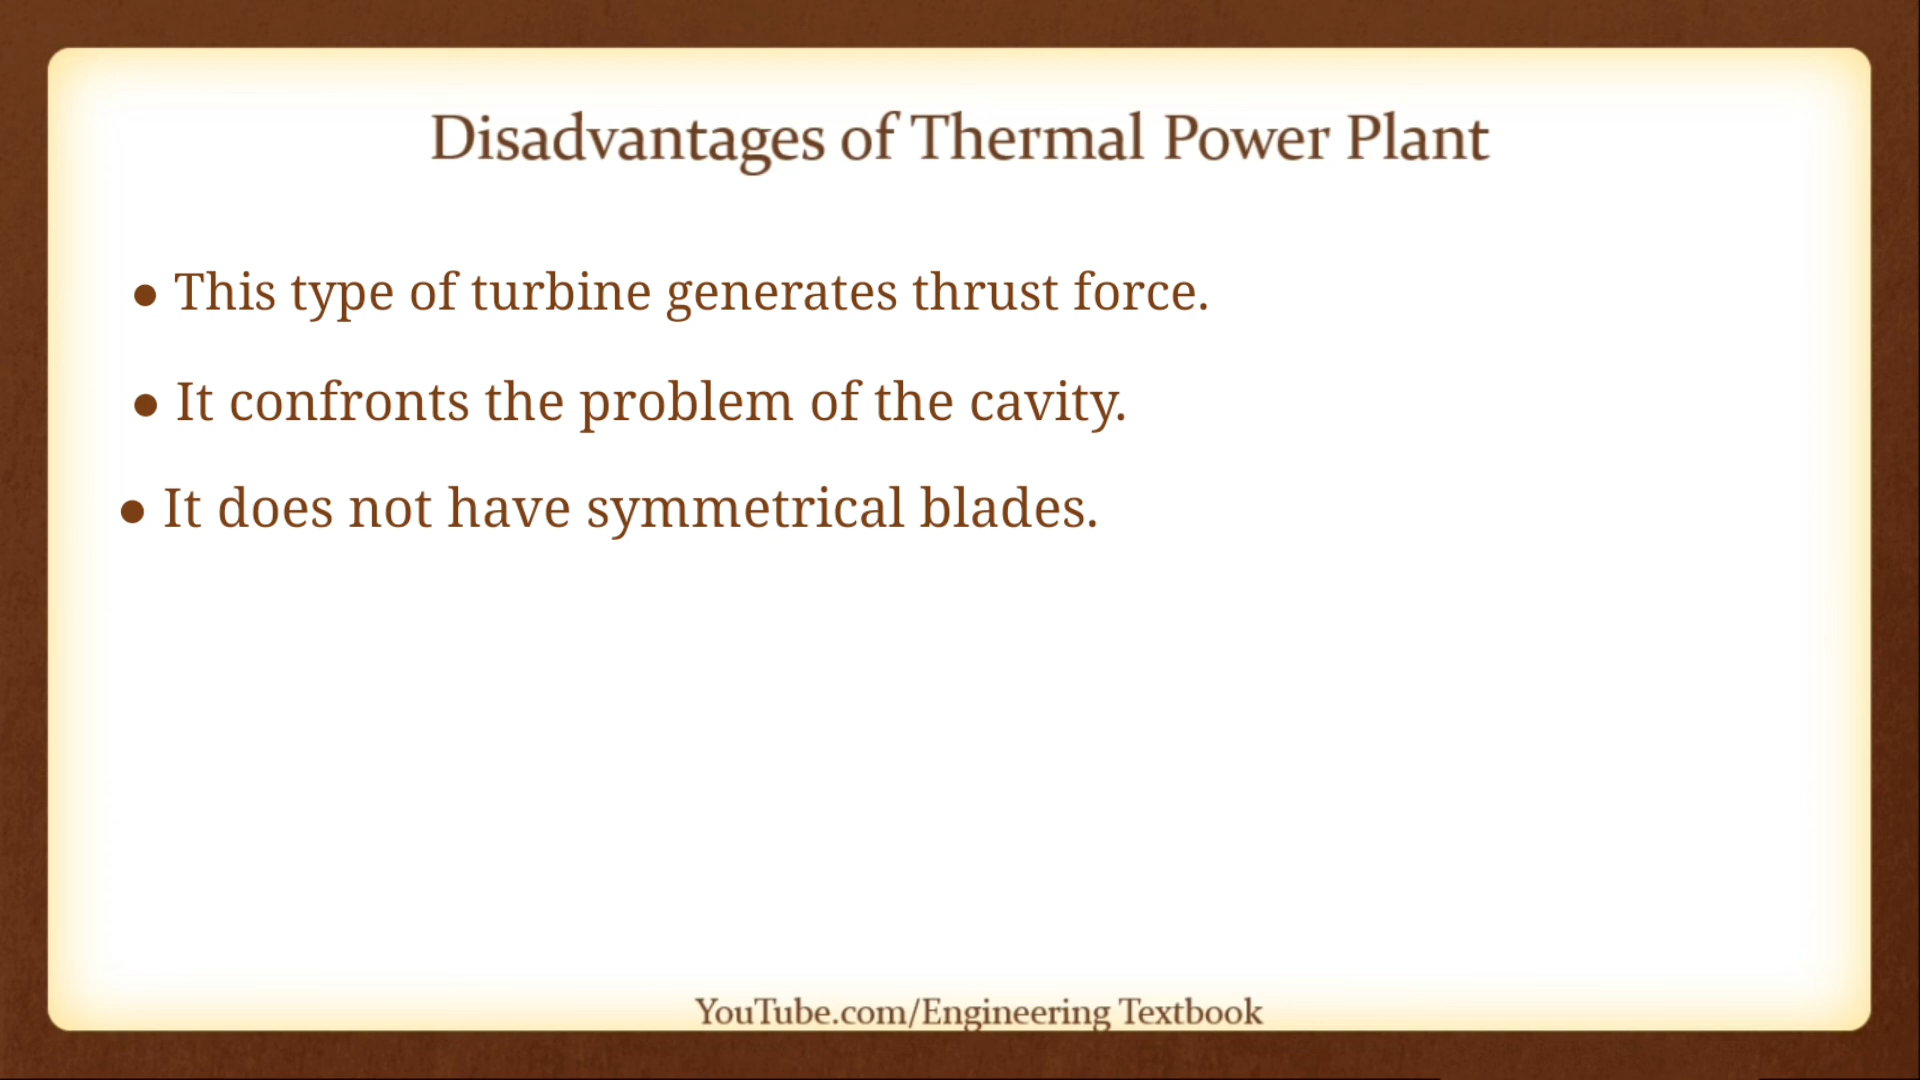 Disadvantages of Thermal Power Plant
• This type of turbine generates thrust force.
• It confronts the problem of the cavity.
• It does not have symmetrical blades.
YouTube.com/Engineering Textbook